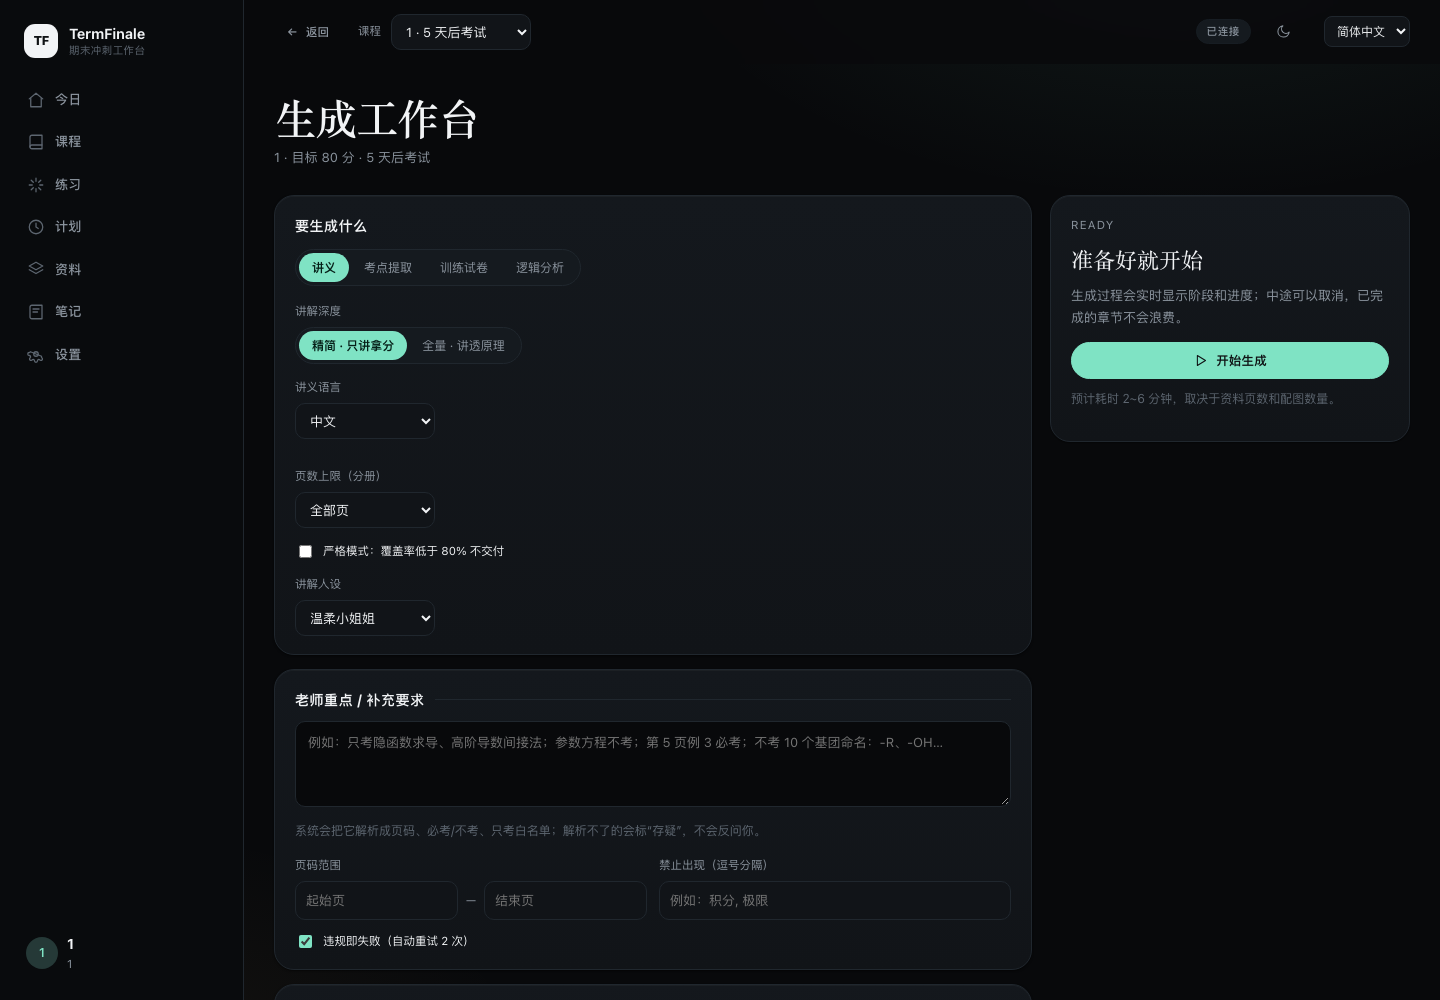 TF
TermFinale
期末冲刺工作台
今日
课程
练习
计划
资料
笔记
设置
1
1
1
返回
课程
1 · 5 天后考试
已连接
简体中文
生成工作台
1 · 目标 80 分 · 5 天后考试
要生成什么
讲义
考点提取
训练试卷
逻辑分析
讲解深度
精简 · 只讲拿分
全量 · 讲透原理
讲义语言
中文
页数上限（分册）
全部页
严格模式：覆盖率低于 80% 不交付
讲解人设
温柔小姐姐
老师重点 / 补充要求
例如：只考隐函数求导、高阶导数间接法；参数方程不考；第 5 页例 3 必考；不考 10 个基团命名：-R、-OH…
系统会把它解析成页码、必考/不考、只考白名单；解析不了的会标“存疑”，不会反问你。
页码范围
禁止出现（逗号分隔）
起始页
–
结束页
例如：积分, 极限
违规即失败（自动重试 2 次）
READY
准备好就开始
生成过程会实时显示阶段和进度；中途可以取消，已完
成的章节不会浪费。
开始生成
预计耗时 2~6 分钟，取决于资料页数和配图数量。